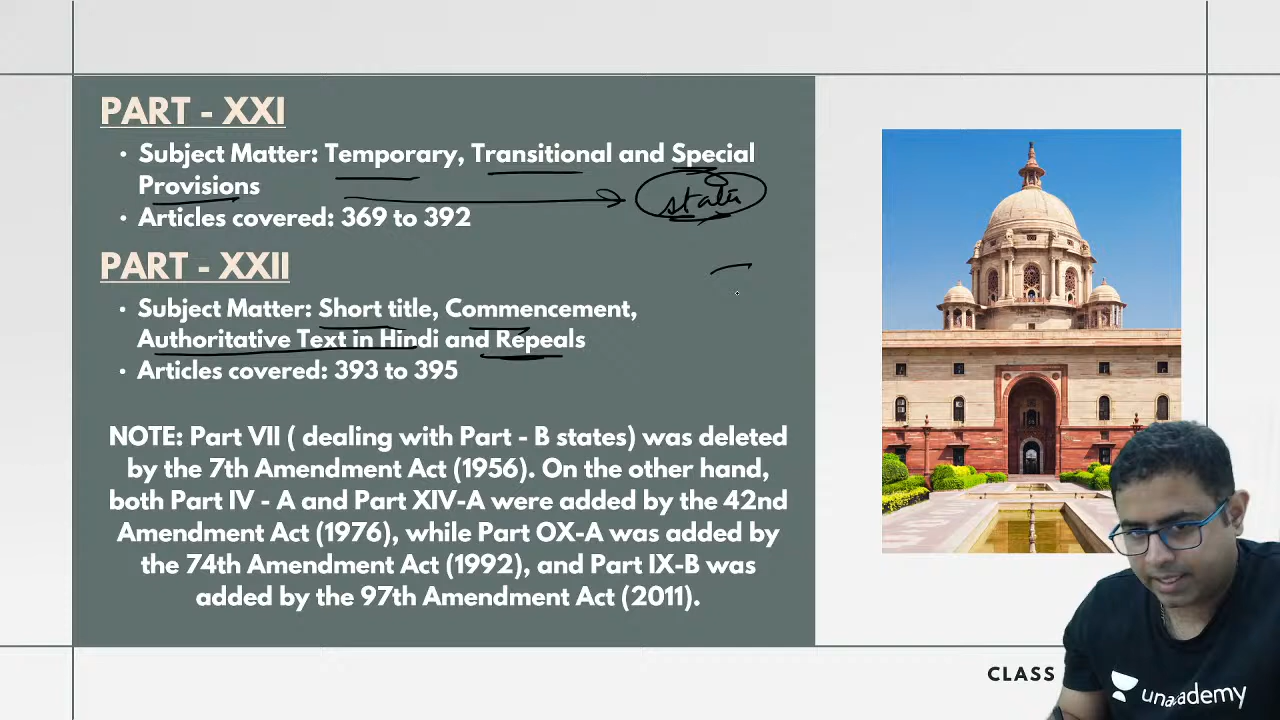 PART - XXI
• Subject Matter: Temporary, Transitional and Special
Provisions
state
• Articles covered: 369 to 392
PART - XXII
• Subject Matter: Short title, Commencement,
Authoritative Text in Hindi and Repeals
• Articles covered: 393 to 395
NOTE: Part VII ( dealing with Part - B states) was deleted
by the 7th Amendment Act (1956). On the other hand,
both Part IV - A and Part XIV-A were added by the 42nd
Amendment Act (1976), while Part OX-A was added by
the 74th Amendment Act (1992), and Part IX-B was
added by the 97th Amendment Act (2011).
CLASS
unacademy